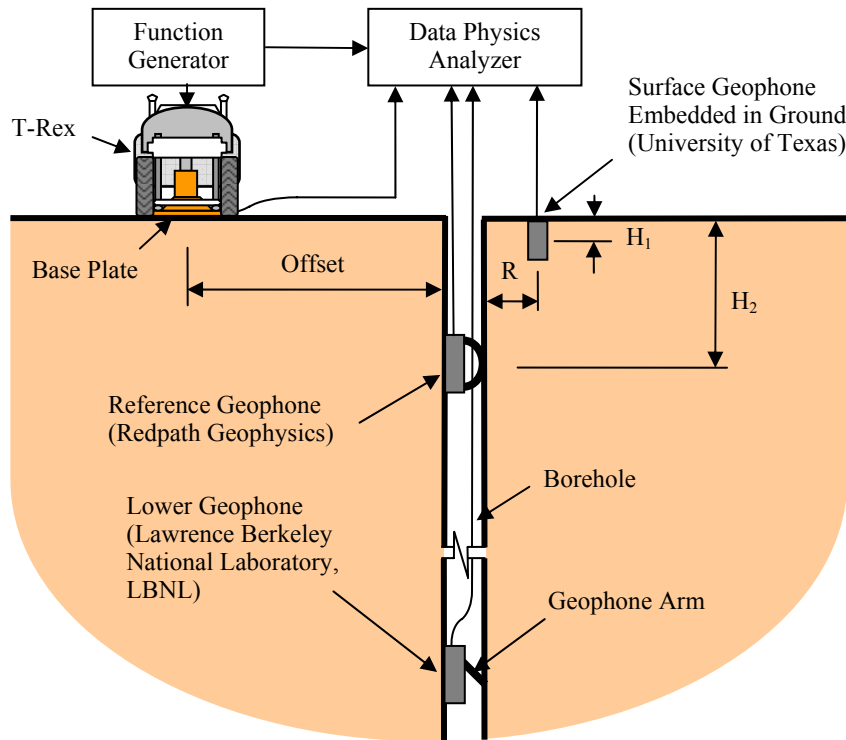 Function
Generator
Data Physics
Analyzer
Surface Geophone
Embedded in Ground
(University of Texas)
T-Rex
Base Plate
Offset
R
H₁
H₂
Reference Geophone
(Redpath Geophysics)
Borehole
Lower Geophone
(Lawrence Berkeley
National Laboratory,
LBNL)
Geophone Arm